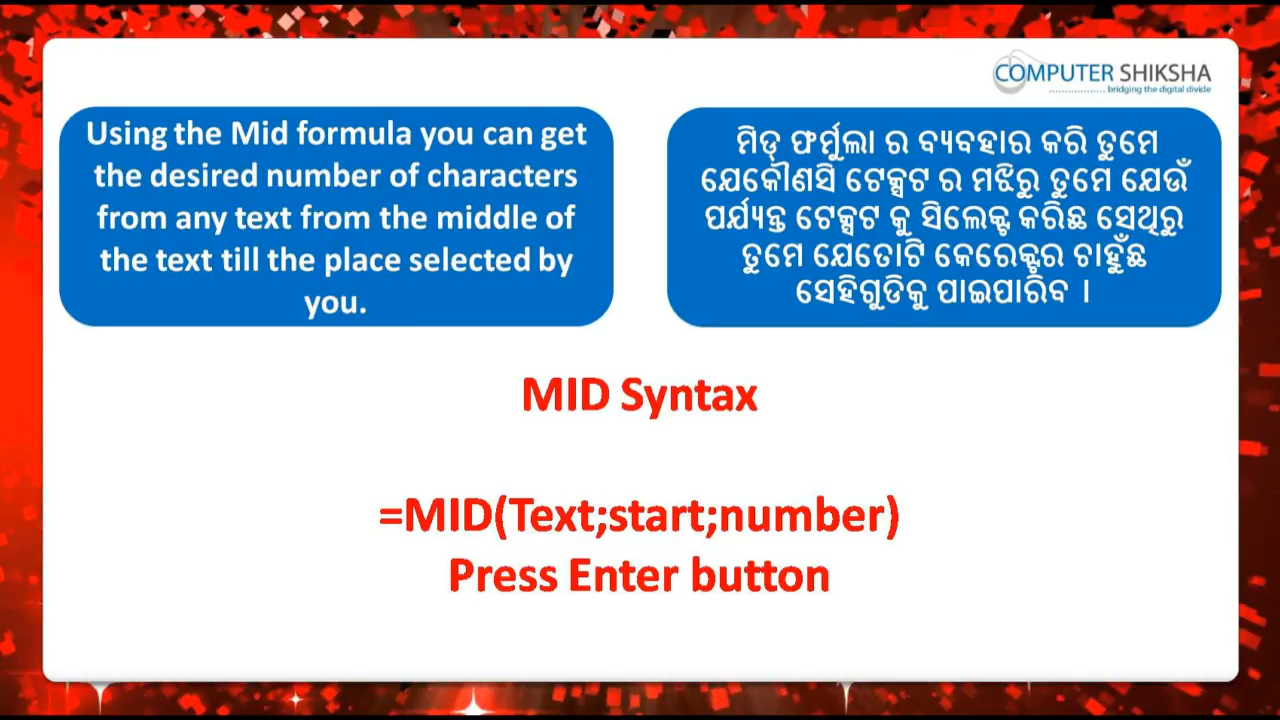 COMPUTER SHIKSHA
bridging the digital divide
Using the Mid formula you can get
the desired number of characters
from any text from the middle of
the text till the place selected by
you.
ମିଡ୍ ଫର୍ମୁଲା ର ବ୍ୟବହାର କରି ତୁମେ
ଯେକୌଣସି ଟେକ୍ସଟ ର ମଝିରୁ ତୁମେ ଯେଉଁ
ପର୍ଯ୍ୟନ୍ତ ଟେକ୍ସଟ କୁ ସିଲେକ୍ଟ କରିଛ ସେଥିରୁ
ତୁମେ ଯେତୋଟି କେରେକ୍ଟର ଚାହୁଁଛ
ସେହିଗୁଡିକୁ ପାଇପାରିବ ।
MID Syntax
=MID(Text;start;number)
Press Enter button